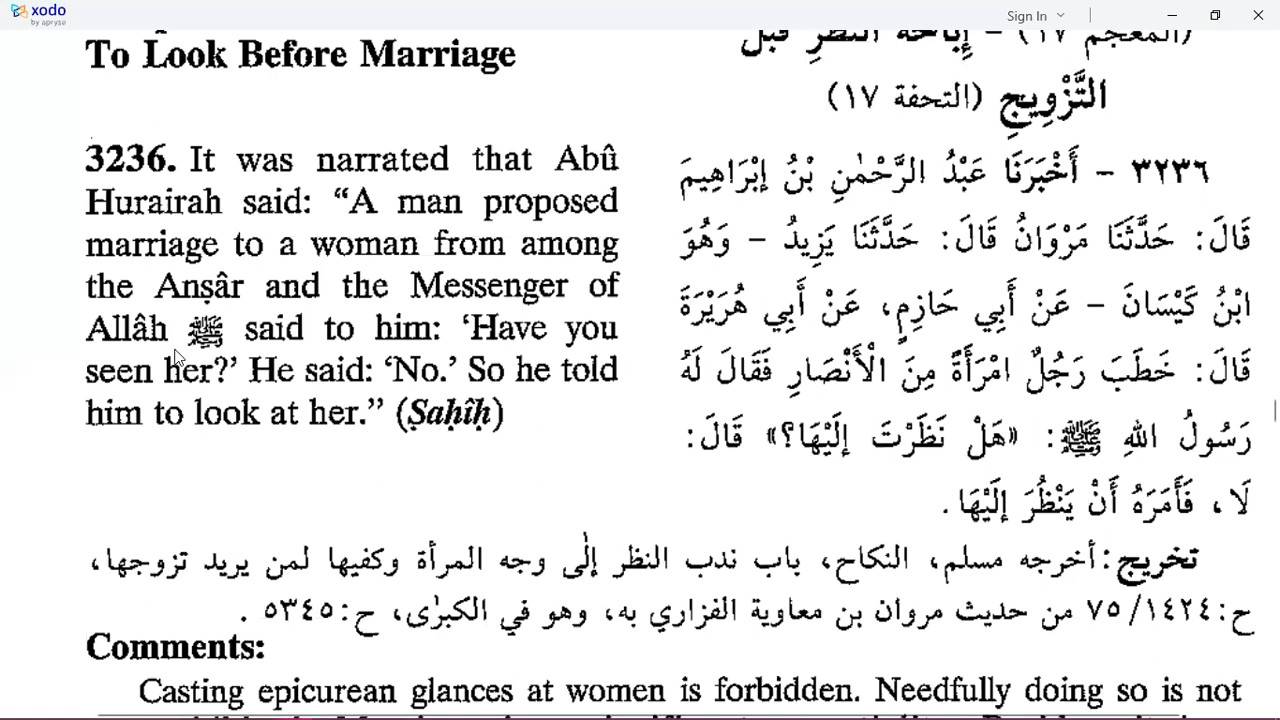 xodo
by apryse
Sign In
To Look Before Marriage
(المعجم ١٧) - إِبَاحَةُ النَّظَرِ قَبْلَ
التَّزْوِيجِ (التحفة ١٧)
3236. It was narrated that Abû
Hurairah said: “A man proposed
marriage to a woman from among
the Anṣâr and the Messenger of
Allâh ﷺ said to him: ‘Have you
seen her?’ He said: ‘No.’ So he told
him to look at her.” (Ṣaḥîḥ)
٣٢٣٦ - أَخْبَرَنَا عَبْدُ الرَّحْمٰنِ بْنُ إِبْرَاهِيمَ
قَالَ: حَدَّثَنَا مَرْوَانُ قَالَ: حَدَّثَنَا يَزِيدُ - وَهُوَ
ابْنُ كَيْسَانَ - عَنْ أَبِي حَازِمٍ، عَنْ أَبِي هُرَيْرَةَ
قَالَ: خَطَبَ رَجُلٌ امْرَأَةً مِنَ الْأَنْصَارِ فَقَالَ لَهُ
رَسُولُ اللهِ ﷺ: «هَلْ نَظَرْتَ إِلَيْهَا؟» قَالَ:
لَا، فَأَمَرَهُ أَنْ يَنْظُرَ إِلَيْهَا.
تخريج: أخرجه مسلم، النكاح، باب ندب النظر إلٰى وجه المرأة وكفيها لمن يريد تزوجها،
ح:١٤٢٤/ ٧٥ من حديث مروان بن معاوية الفزاري به، وهو في الكبرٰى، ح:٥٣٤٥ .
Comments:
Casting epicurean glances at women is forbidden. Needfully doing so is not